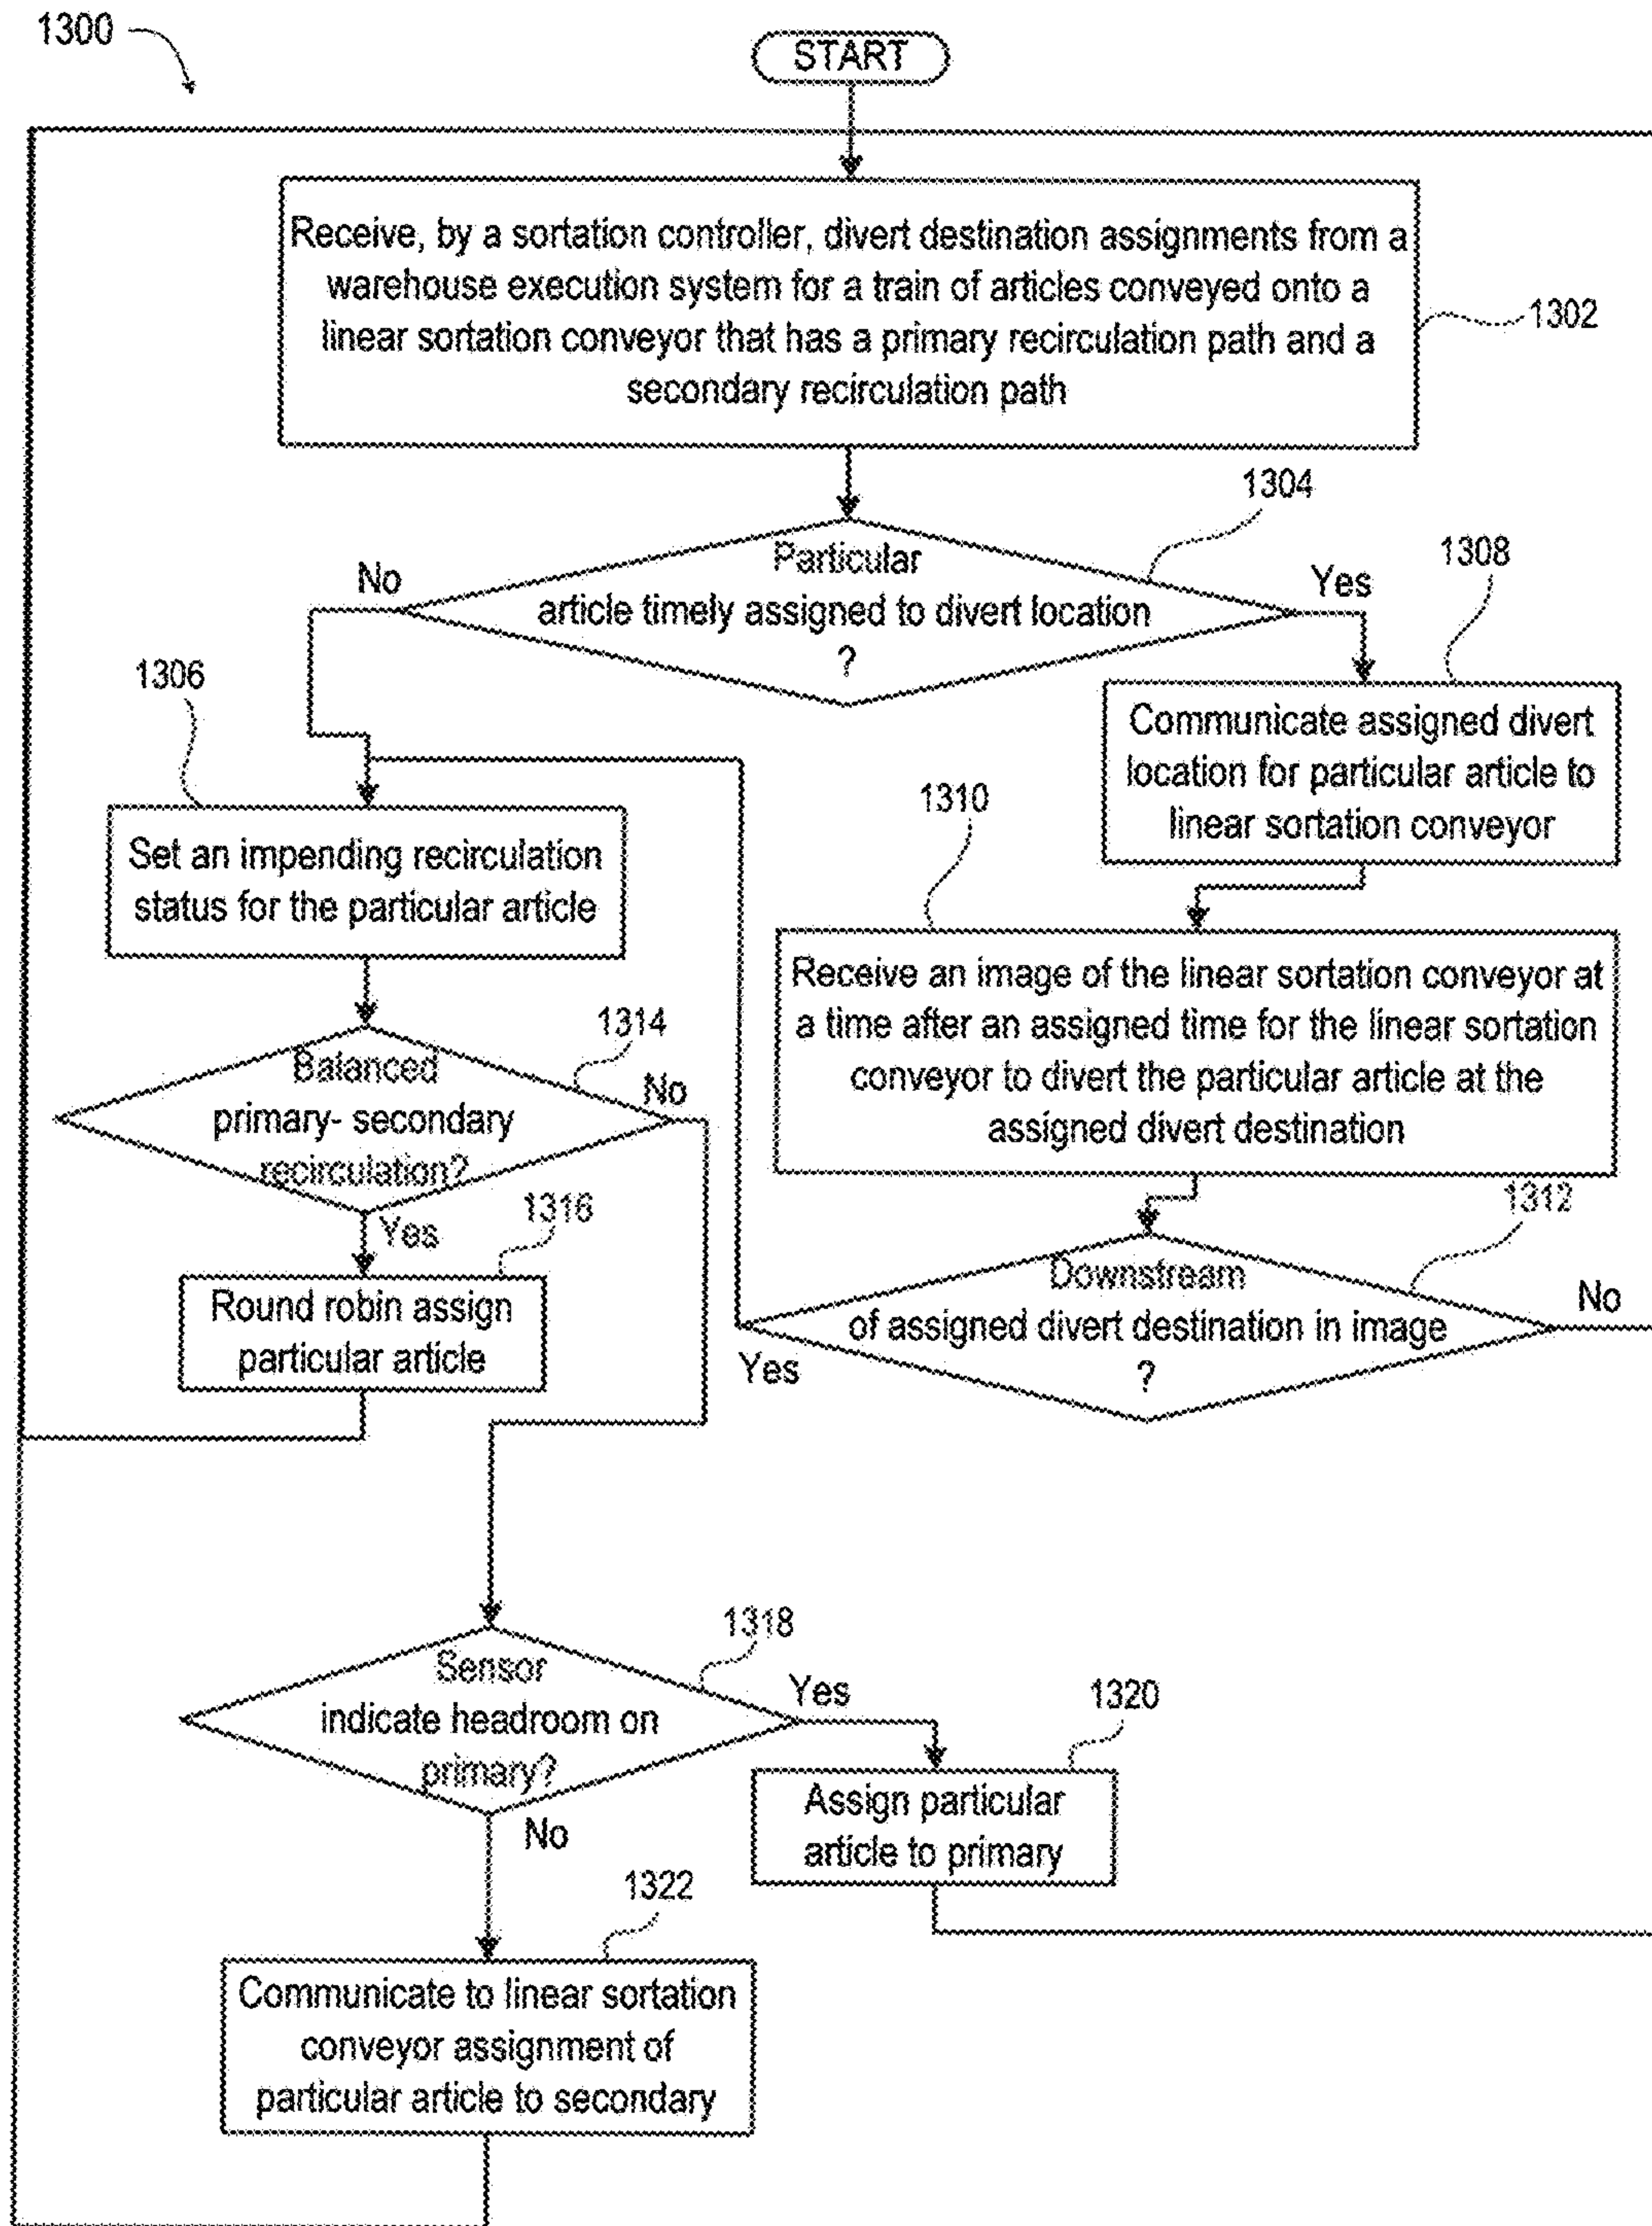 1300
START
Receive, by a sortation controller, divert destination assignments from a
warehouse execution system for a train of articles conveyed onto a
linear sortation conveyor that has a primary recirculation path and a
secondary recirculation path
1302
1304
Particular
article timely assigned to divert location
?
No
Yes
1308
Communicate assigned divert
location for particular article to
linear sortation conveyor
1306
Set an impending recirculation
status for the particular article
1310
Receive an image of the linear sortation conveyor at
a time after an assigned time for the linear sortation
conveyor to divert the particular article at the
assigned divert destination
1314
Balanced
primary- secondary
recirculation?
No
Yes
1316
Round robin assign
particular article
1312
Downstream
of assigned divert destination in image
?
Yes
No
1318
Sensor
indicate headroom on
primary?
Yes
No
1320
Assign particular
article to primary
1322
Communicate to linear sortation
conveyor assignment of
particular article to secondary